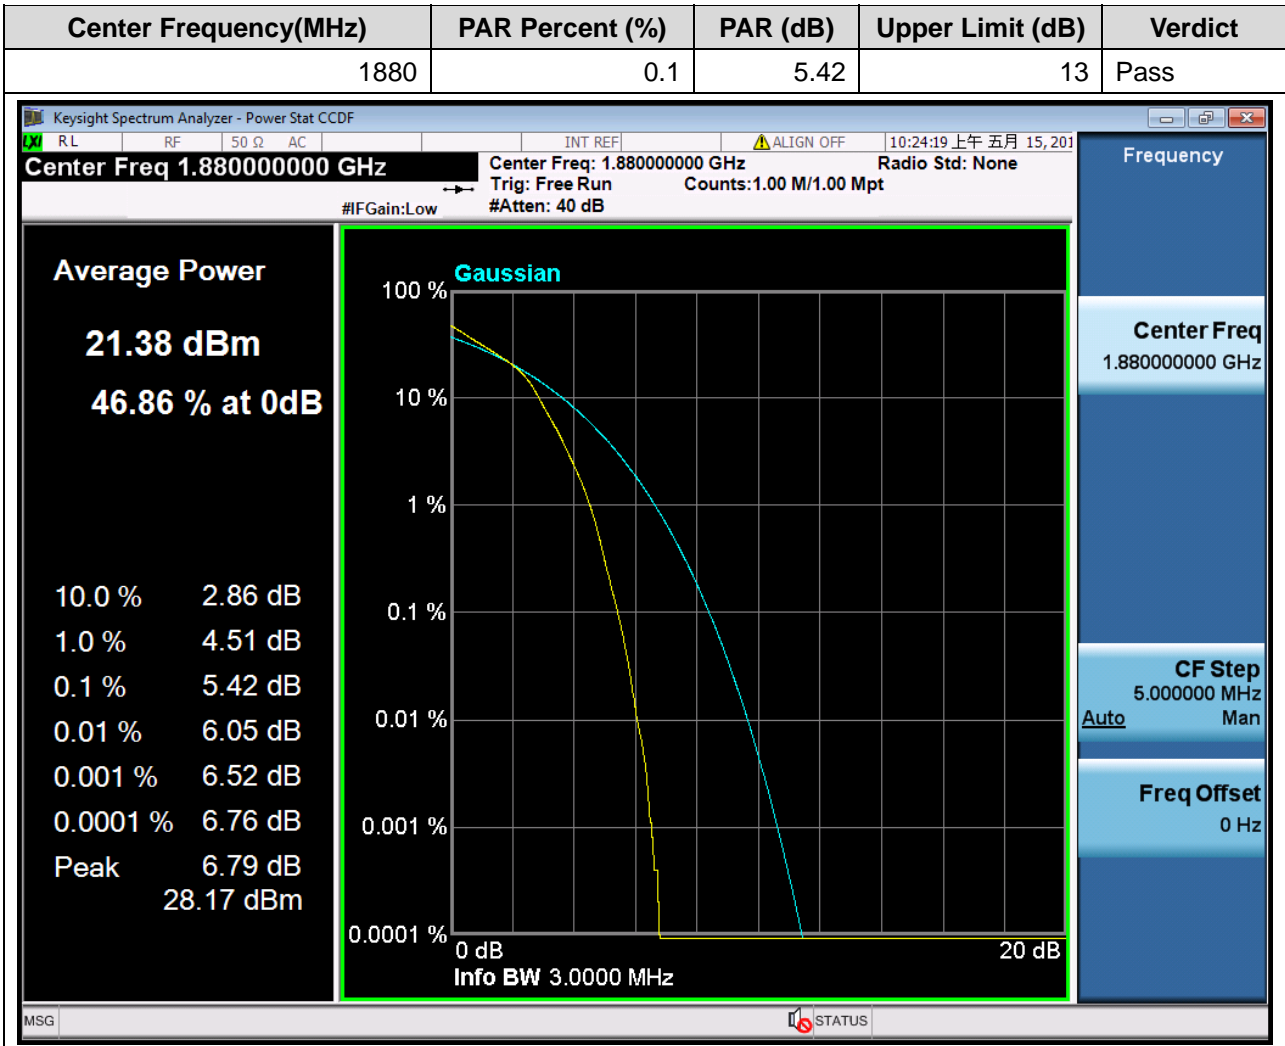 Center Frequency(MHz) PAR Percent (%) PAR (dB) Upper Limit (dB) Verdict
1880 0.1 5.42 13 Pass
Keysight Spectrum Analyzer - Power Stat CCDF
LXI RL RF 50 Ω AC INT REF ALIGN OFF 10:24:19 上午 五月 15, 201
Center Freq 1.880000000 GHz
Center Freq: 1.880000000 GHz Radio Std: None
Trig: Free Run Counts:1.00 M/1.00 Mpt
#IFGain:Low #Atten: 40 dB
Average Power
21.38 dBm
46.86 % at 0dB
10.0 % 2.86 dB
1.0 % 4.51 dB
0.1 % 5.42 dB
0.01 % 6.05 dB
0.001 % 6.52 dB
0.0001 % 6.76 dB
Peak 6.79 dB
28.17 dBm
Gaussian
100 %
10 %
1 %
0.1 %
0.01 %
0.001 %
0.0001 %
0 dB 20 dB
Info BW 3.0000 MHz
Frequency
Center Freq
1.880000000 GHz
CF Step
5.000000 MHz
Auto Man
Freq Offset
0 Hz
MSG STATUS